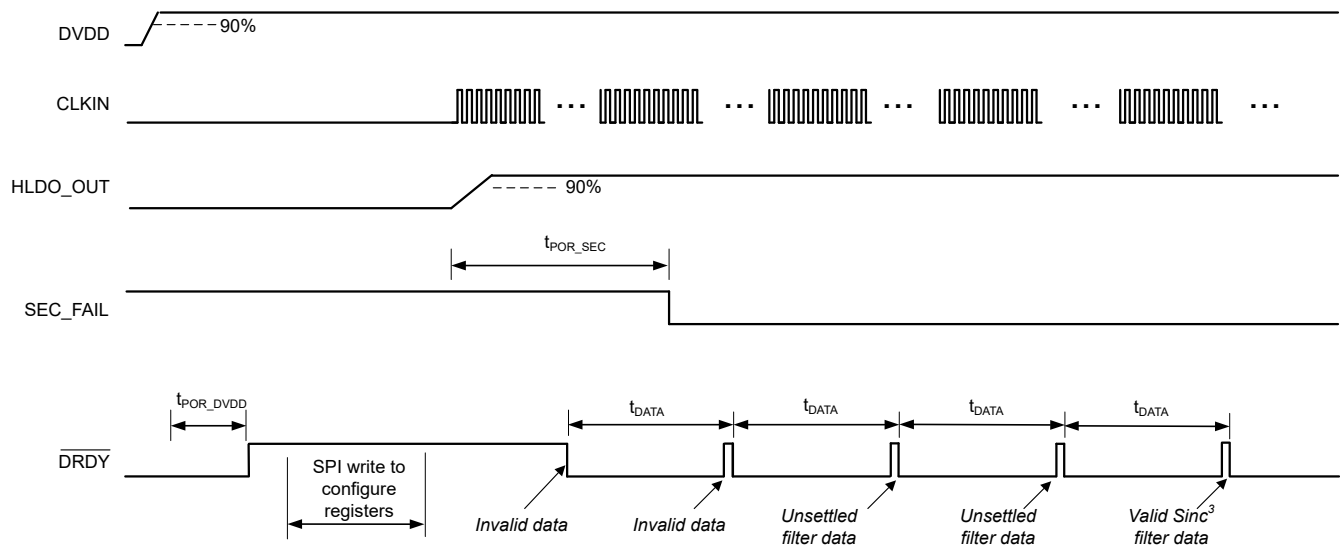 DVDD
90%
CLKIN
...
...
...
...
...
HLDO_OUT
90%
tPOR_SEC
SEC_FAIL
tPOR_DVDD
tDATA
tDATA
tDATA
tDATA
DRDY
SPI write to
configure
registers
Invalid data
Invalid data
Unsettled
filter data
Unsettled
filter data
Valid Sinc³
filter data